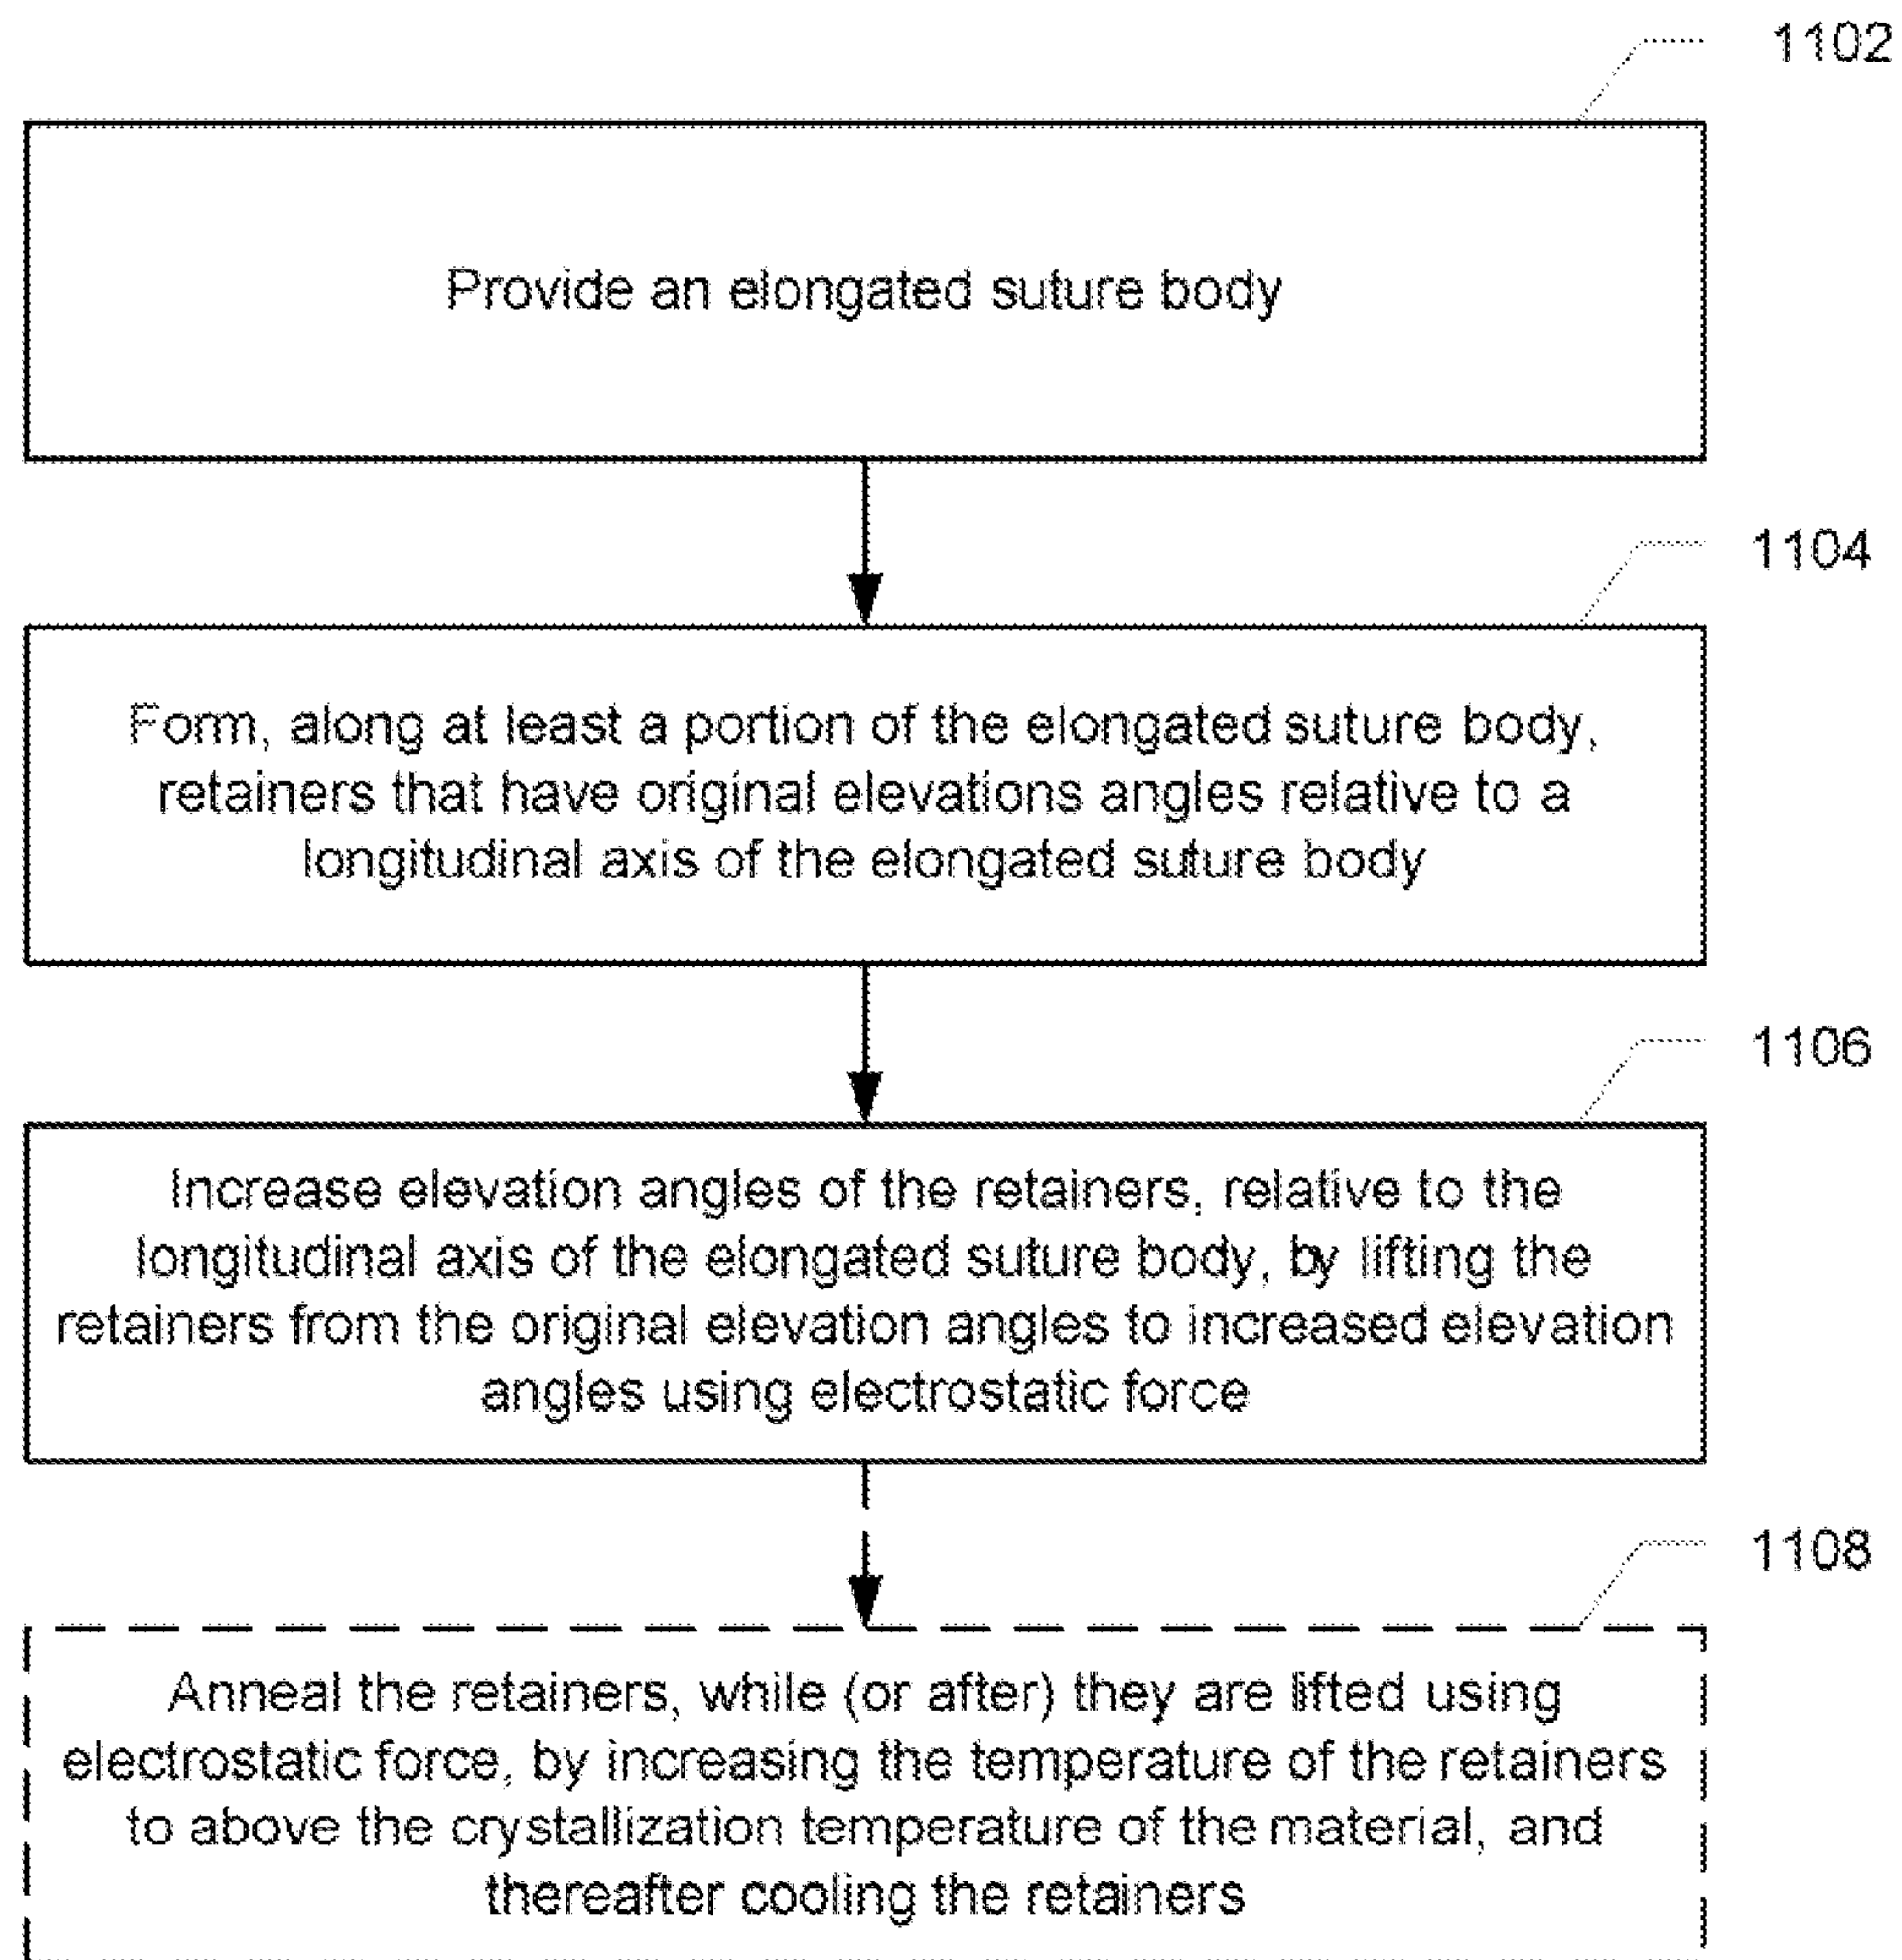 1102
Provide an elongated suture body
1104
Form, along at least a portion of the elongated suture body,
retainers that have original elevations angles relative to a
longitudinal axis of the elongated suture body
1106
Increase elevation angles of the retainers, relative to the
longitudinal axis of the elongated suture body, by lifting the
retainers from the original elevation angles to increased elevation
angles using electrostatic force
1108
Anneal the retainers, while (or after) they are lifted using
electrostatic force, by increasing the temperature of the retainers
to above the crystallization temperature of the material, and
thereafter cooling the retainers